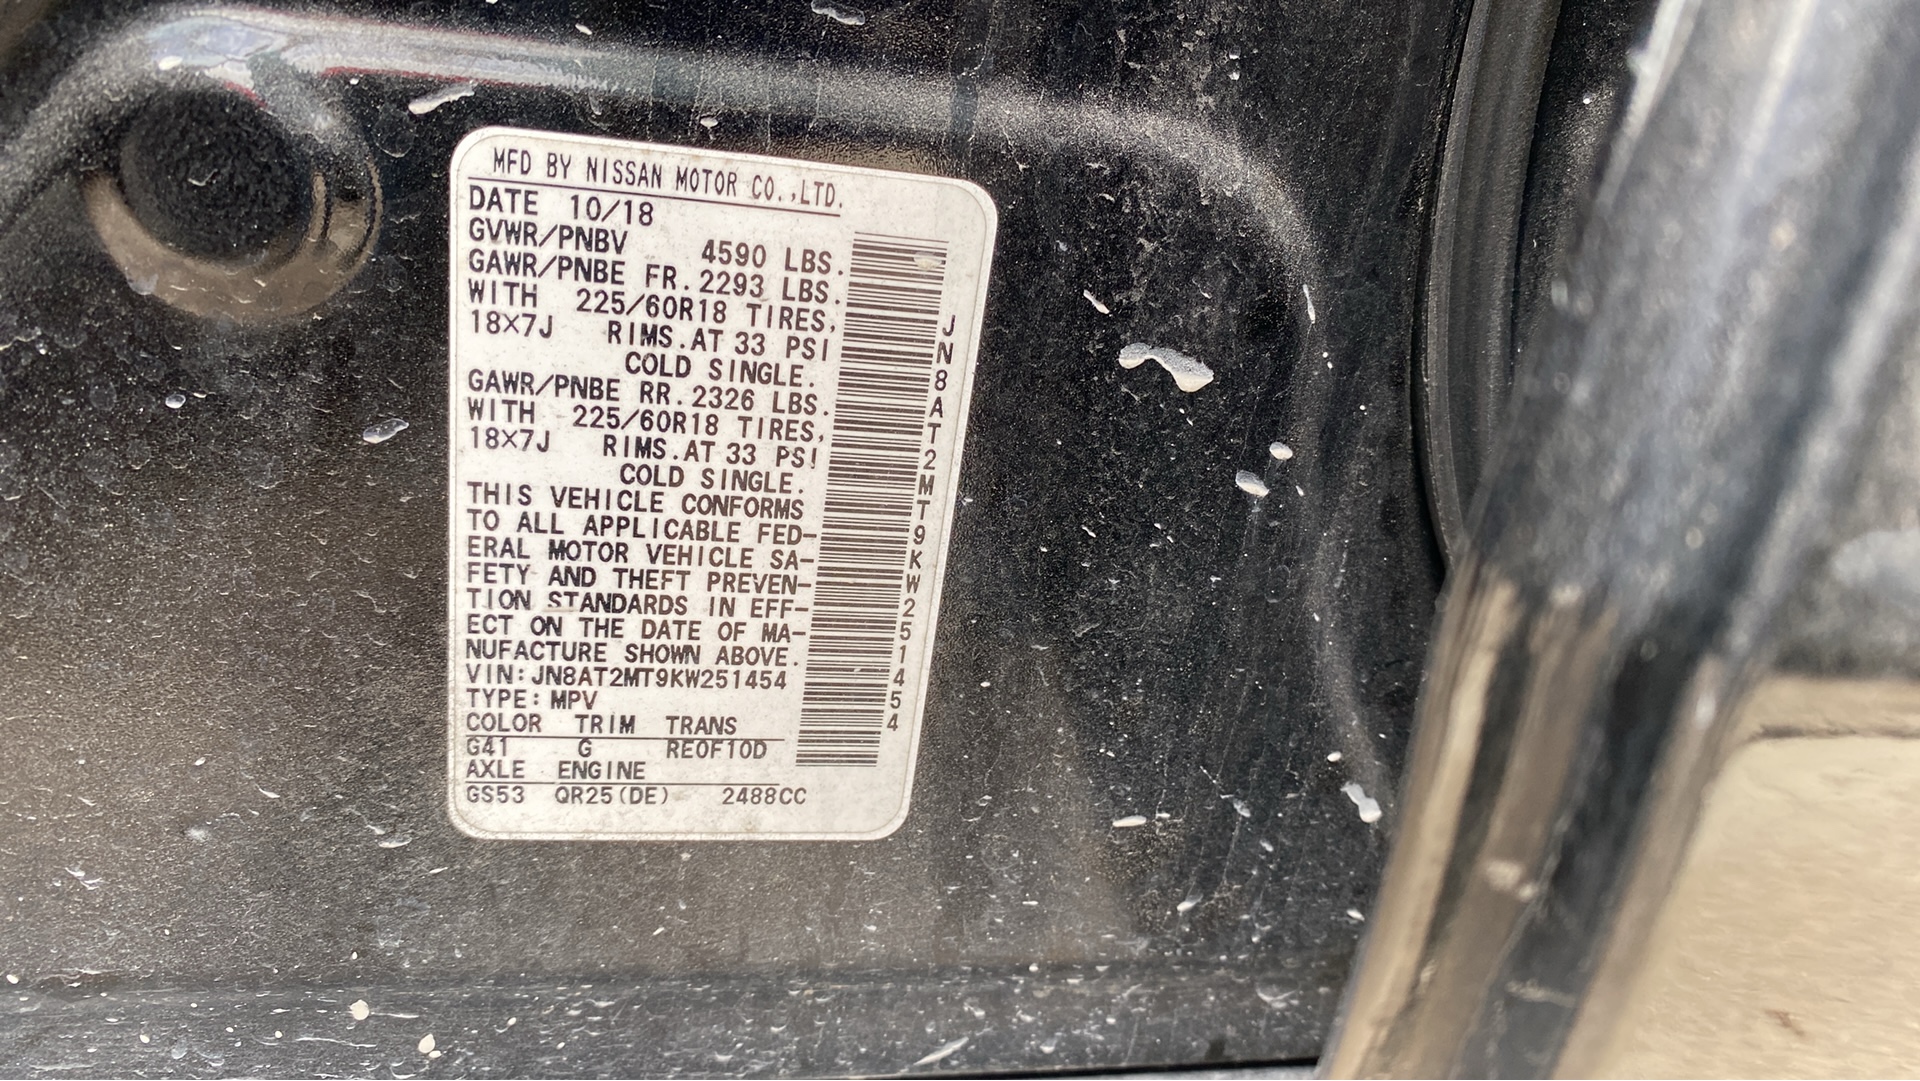 MFD BY NISSAN MOTOR CO.,LTD.
DATE 10/18
GVWR/PNBV 4590 LBS.
GAWR/PNBE FR. 2293 LBS.
WITH 225/60R18 TIRES,
18×7J RIMS.AT 33 PSI
COLD SINGLE.
GAWR/PNBE RR. 2326 LBS.
WITH 225/60R18 TIRES,
18×7J RIMS.AT 33 PSI
COLD SINGLE.
THIS VEHICLE CONFORMS
TO ALL APPLICABLE FED-
ERAL MOTOR VEHICLE SA-
FETY AND THEFT PREVEN-
TION STANDARDS IN EFF-
ECT ON THE DATE OF MA-
NUFACTURE SHOWN ABOVE.
VIN:JN8AT2MT9KW251454
TYPE:MPV
COLOR TRIM TRANS
G41 G RE0F10D
AXLE ENGINE
GS53 QR25(DE) 2488CC
JN8AT2MT9KW251454